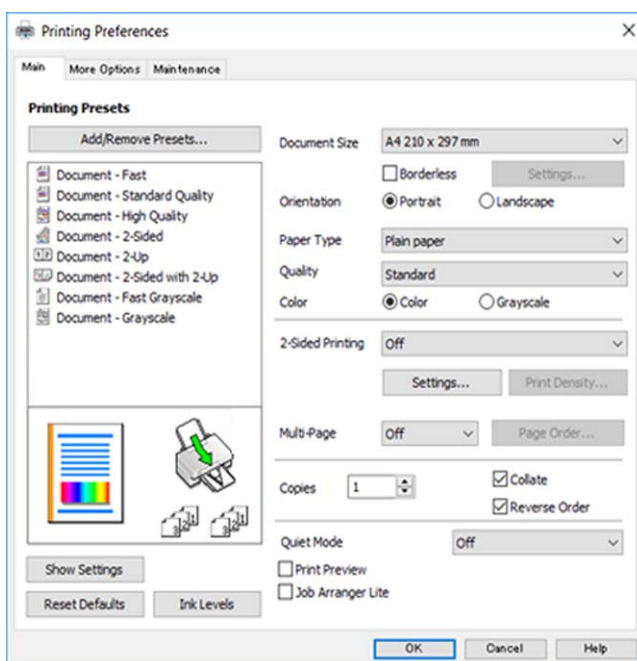 Printing Preferences
Main More Options Maintenance
Printing Presets
Add/Remove Presets...
Document - Fast
Document - Standard Quality
Document - High Quality
Document - 2-Sided
Document - 2-Up
Document - 2-Sided with 2-Up
Document - Fast Grayscale
Document - Grayscale
Show Settings
Reset Defaults Ink Levels
Document Size A4 210 x 297 mm
Borderless Settings...
Orientation Portrait Landscape
Paper Type Plain paper
Quality Standard
Color Color Grayscale
2-Sided Printing Off
Settings... Print Density...
Multi-Page Off Page Order...
Copies 1 Collate
Reverse Order
Quiet Mode Off
Print Preview
Job Arranger Lite
OK Cancel Help